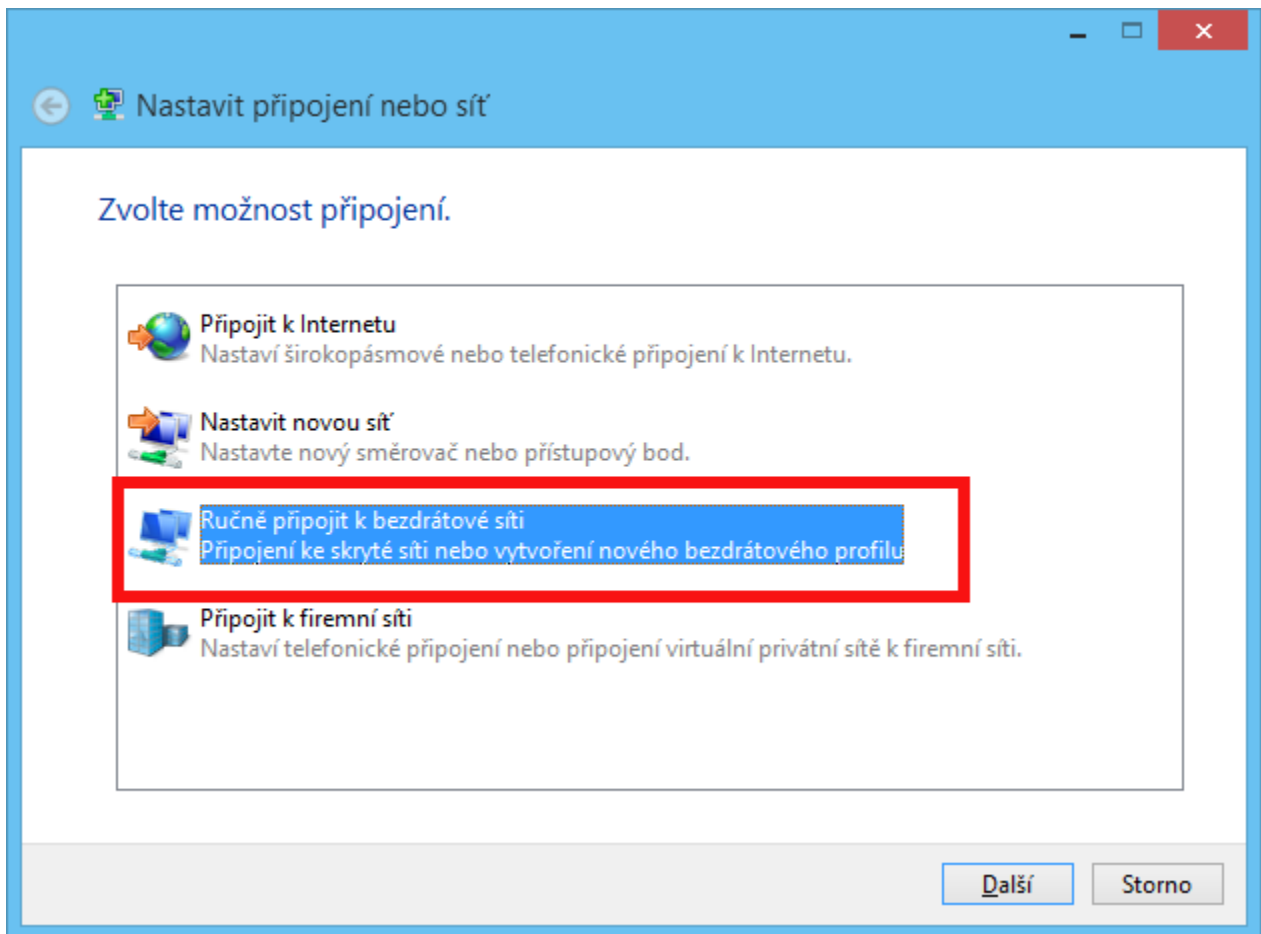 Nastavit připojení nebo síť
Zvolte možnost připojení.
Připojit k Internetu
Nastaví širokopásmové nebo telefonické připojení k Internetu.
Nastavit novou síť
Nastavte nový směrovač nebo přístupový bod.
Ručně připojit k bezdrátové síti
Připojení ke skryté síti nebo vytvoření nového bezdrátového profilu
Připojit k firemní síti
Nastaví telefonické připojení nebo připojení virtuální privátní sítě k firemní síti.
Další
Storno